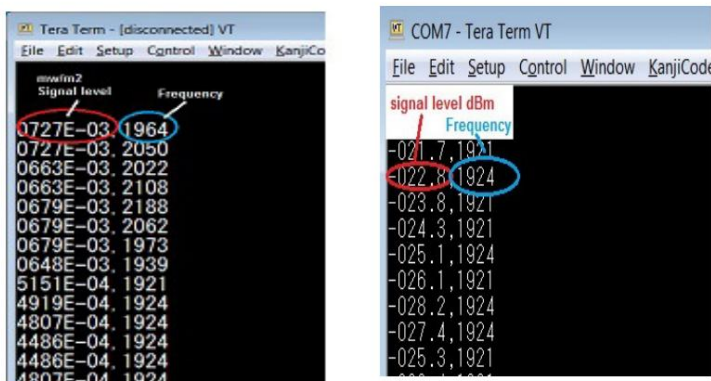 Tera Term - [disconnected] VT
File Edit Setup Control Window KanjiCo
mw/m2
Signal level
Frequency
0727E-03, 1964
0727E-03, 2050
0663E-03, 2022
0663E-03, 2108
0679E-03, 2188
0679E-03, 2062
0679E-03, 1973
0648E-03, 1939
5151E-04, 1921
4919E-04, 1924
4807E-04, 1924
4486E-04, 1924
4486E-04, 1924
4807E-04, 1924
COM7 - Tera Term VT
File Edit Setup Control Window KanjiCode
signal level dBm
Frequency
-021.7,1921
-022.8,1924
-023.8,1921
-024.3,1921
-025.1,1924
-026.1,1921
-028.2,1924
-027.4,1924
-025.3,1921